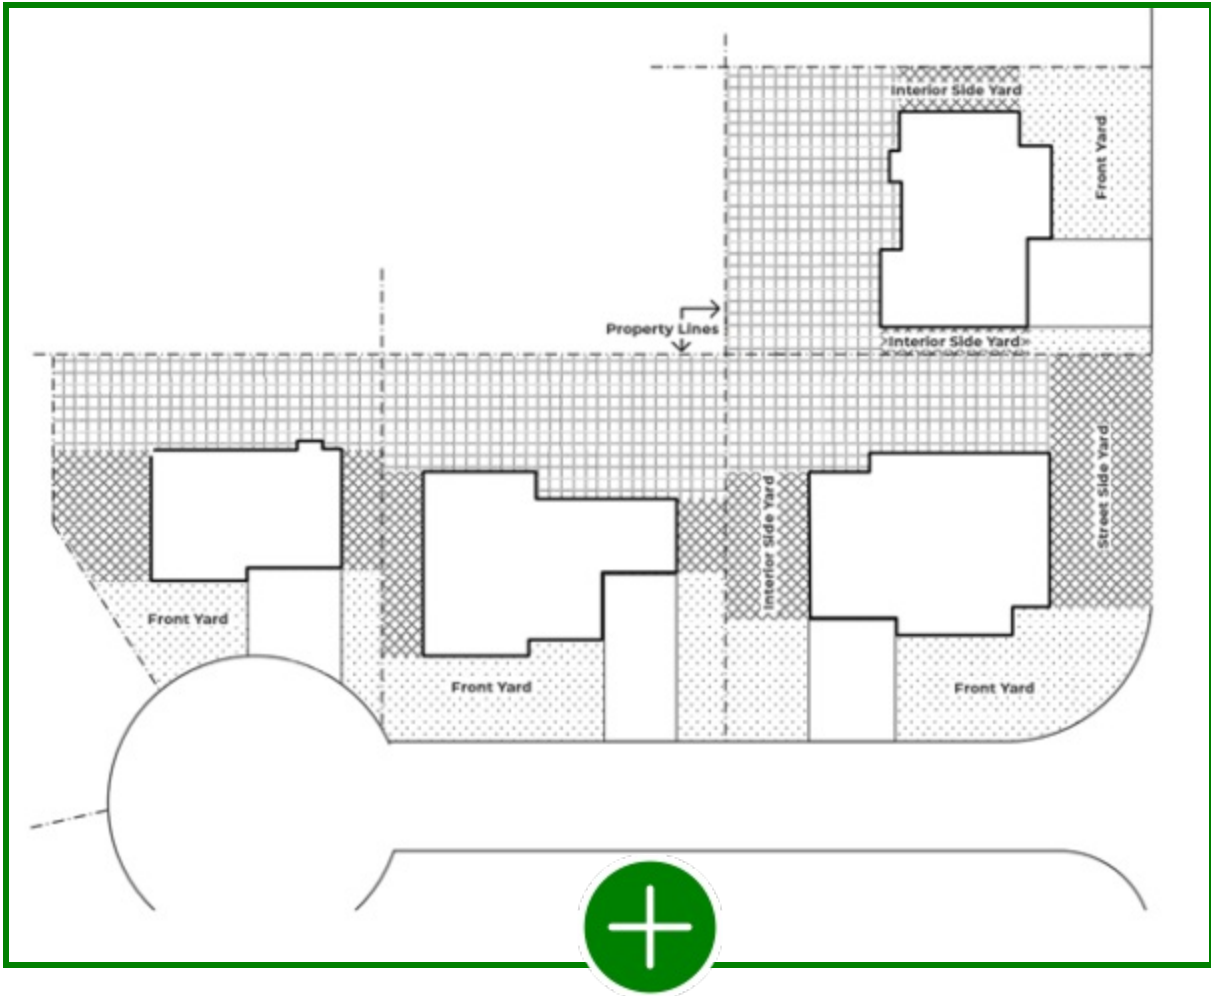 Interior Side Yard
Front Yard
Property Lines
Interior Side Yard
Street Side Yard
Interior Side Yard
Front Yard
Front Yard
Front Yard